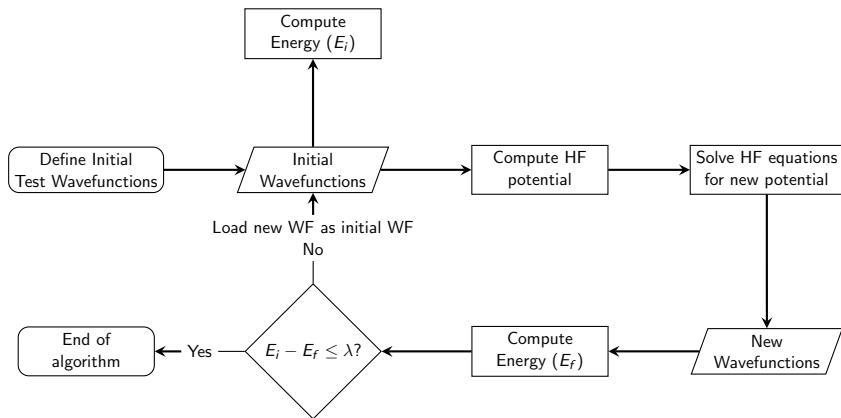 Compute
Energy (E_i)
Define Initial
Test Wavefunctions
Initial
Wavefunctions
Compute HF
potential
Solve HF equations
for new potential
Load new WF as initial WF
No
End of
algorithm
Yes
E_i − E_f ≤ λ?
Compute
Energy (E_f)
New
Wavefunctions